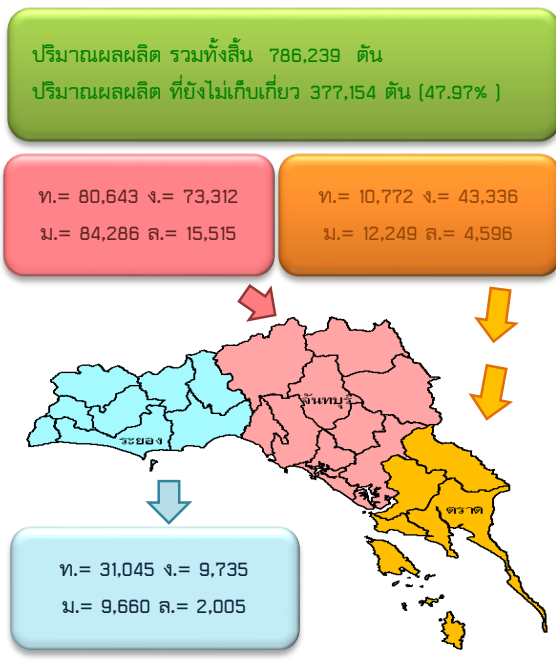 ปริมาณผลผลิต รวมทั้งสิ้น 786,239 ตัน
ปริมาณผลผลิต ที่ยังไม่เก็บเกี่ยว 377,154 ตัน (47.97% )
ท.= 80,643 ง.= 73,312
ม.= 84,286 ล.= 15,515
ท.= 10,772 ง.= 43,336
ม.= 12,249 ล.= 4,596
จันทบุรี
ระยอง
ตราด
ท.= 31,045 ง.= 9,735
ม.= 9,660 ล.= 2,005